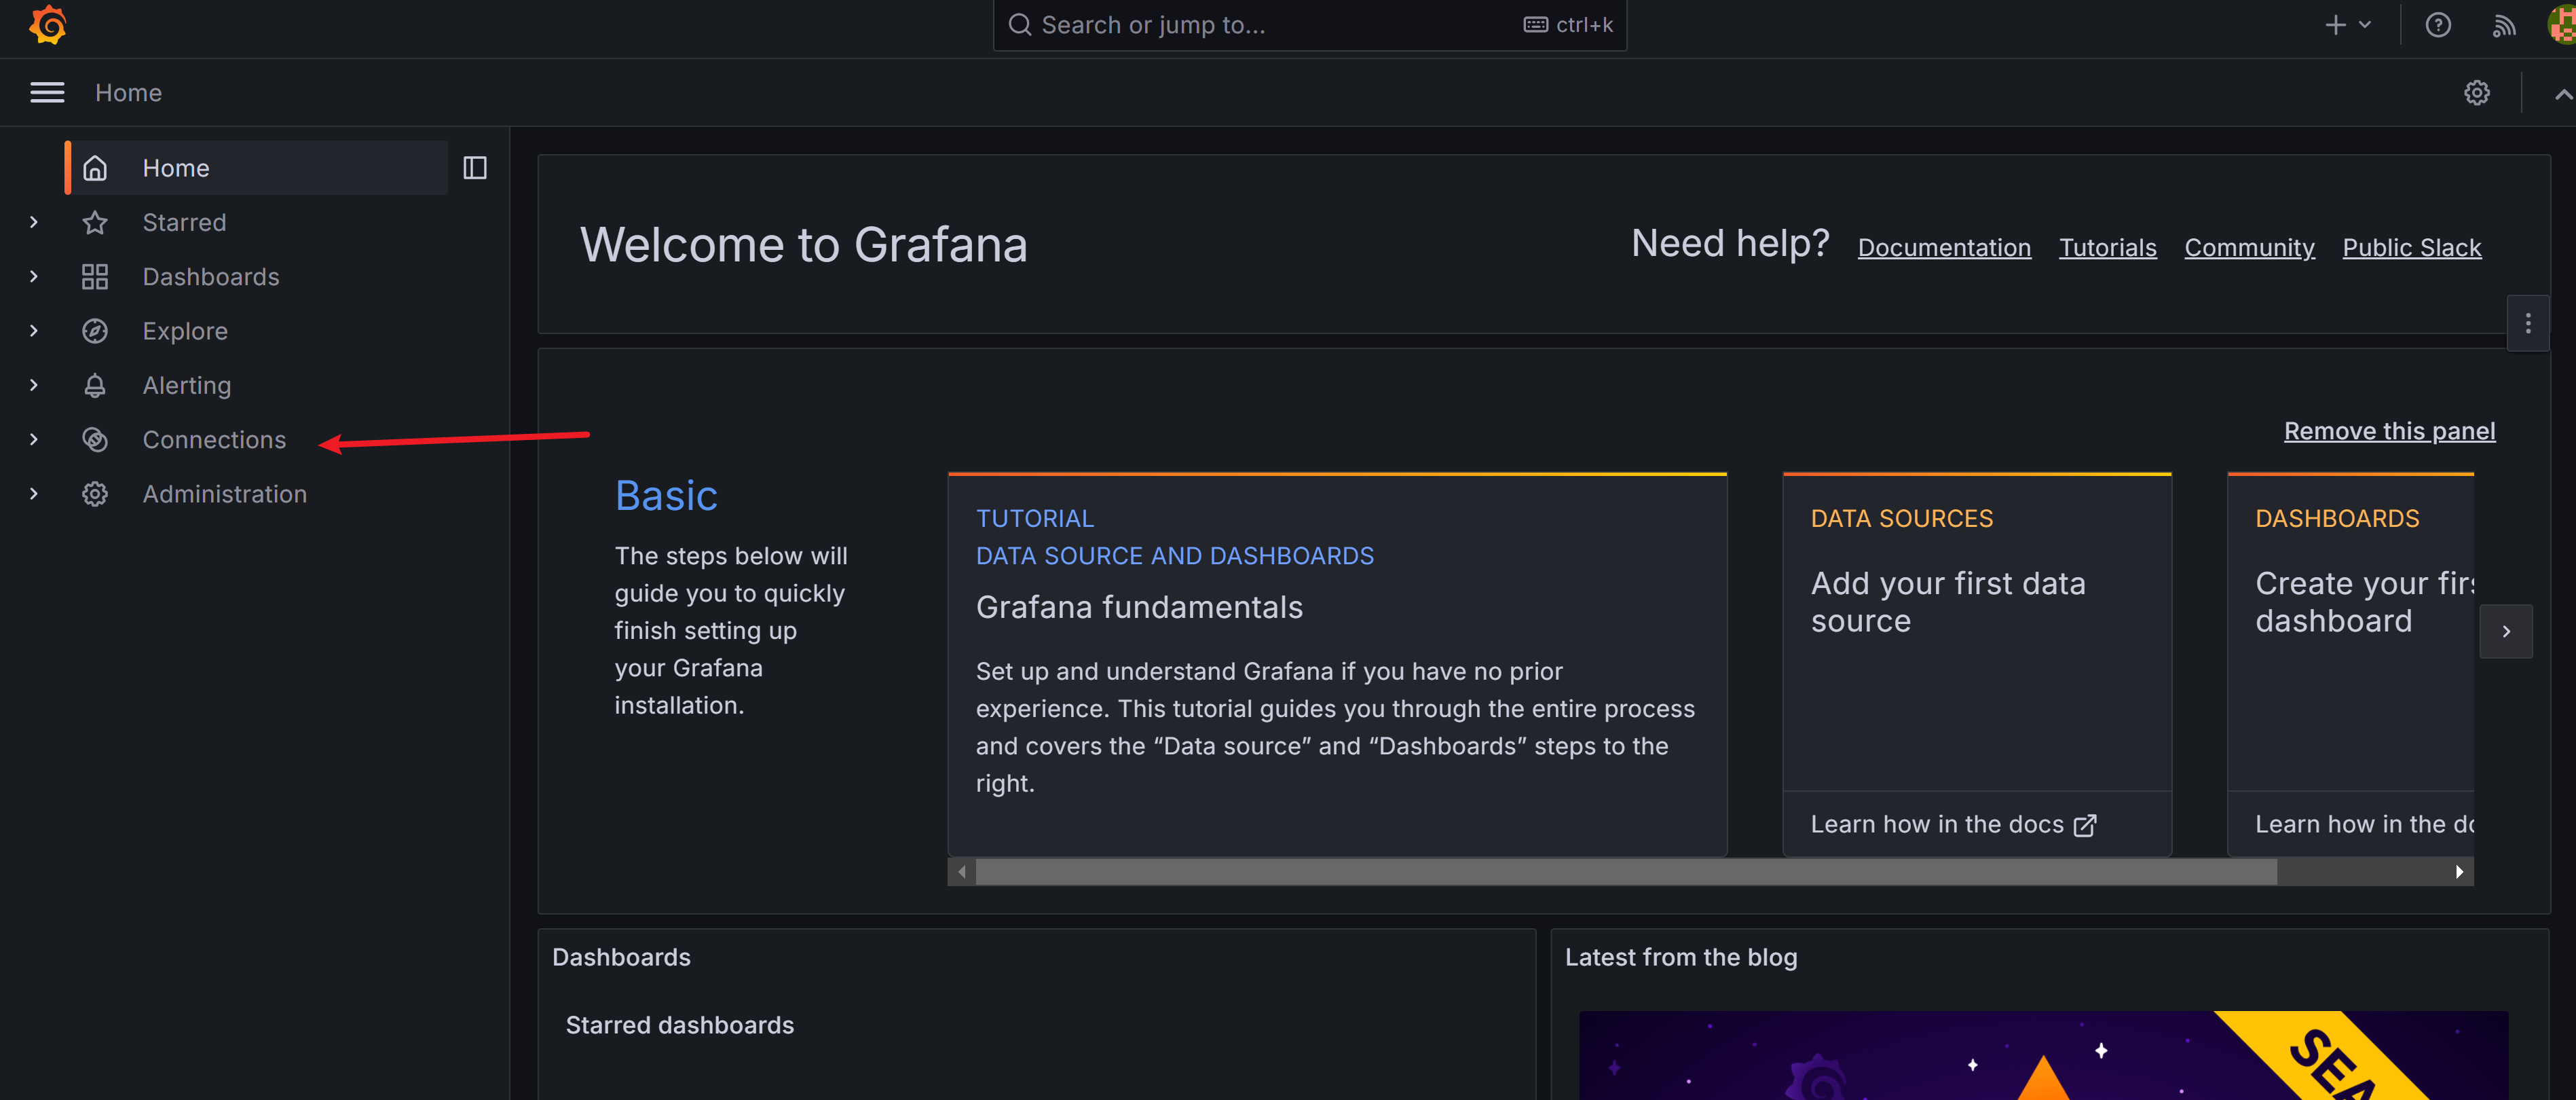 Search or jump to...
ctrl+k
Home
Home
Starred
Dashboards
Explore
Alerting
Connections
Administration
Welcome to Grafana
Need help?
Documentation
Tutorials
Community
Public Slack
Remove this panel
Basic
The steps below will
guide you to quickly
finish setting up
your Grafana
installation.
TUTORIAL
DATA SOURCE AND DASHBOARDS
Grafana fundamentals
Set up and understand Grafana if you have no prior
experience. This tutorial guides you through the entire process
and covers the “Data source” and “Dashboards” steps to the
right.
DATA SOURCES
Add your first data
source
Learn how in the docs
DASHBOARDS
Create your
dashboard
Learn how in the
Dashboards
Starred dashboards
Latest from the blog